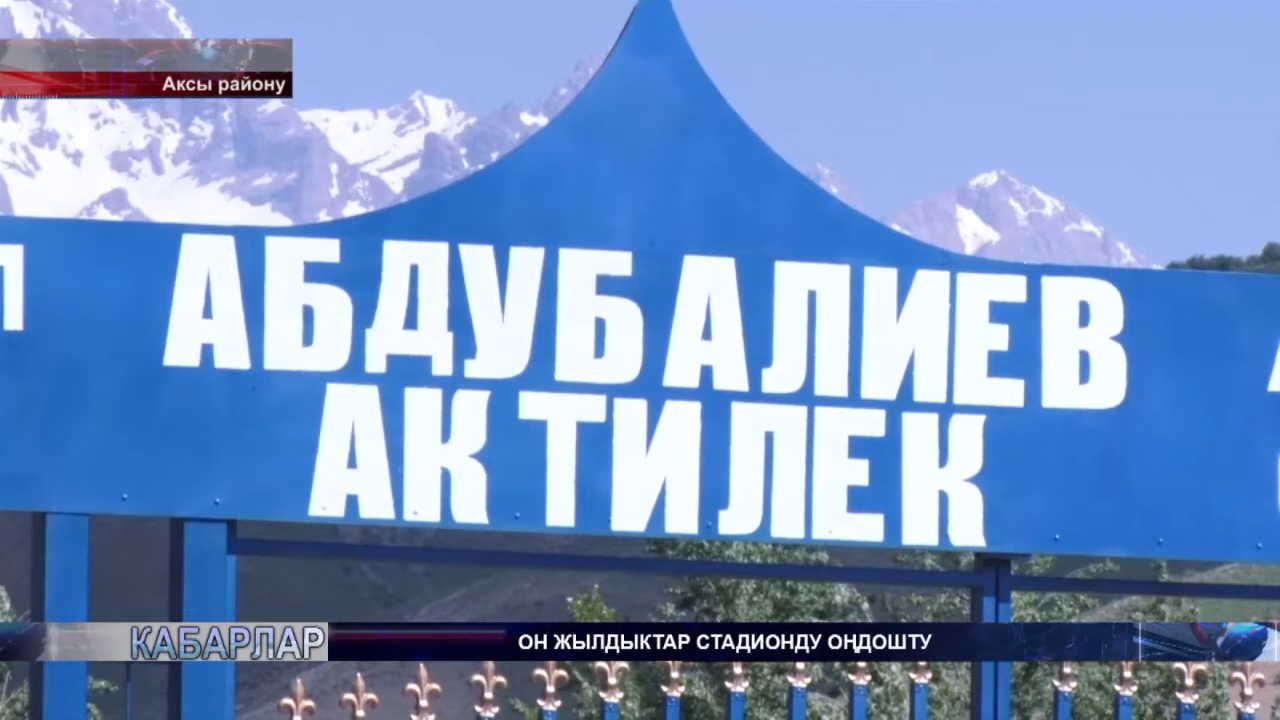 Аксы району
АБДУБАЛИЕВ
АКТИЛЕК
КАБАРЛАР
ОН ЖЫЛДЫКТАР СТАДИОНДУ ОҢДОШТУ